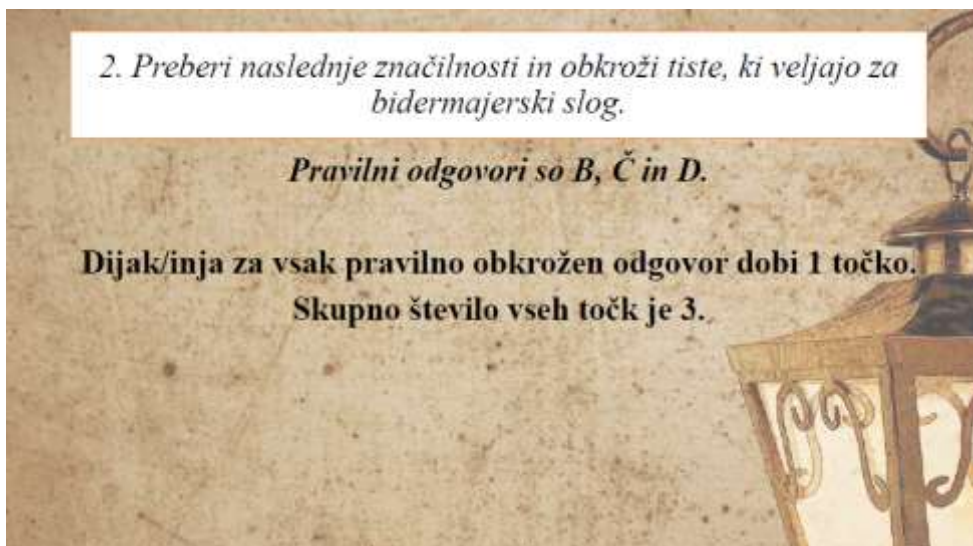 2. Preberi naslednje značilnosti in obkroži tiste, ki veljajo za
bidermajerski slog.
Pravilni odgovori so B, Č in D.
Dijak/inja za vsak pravilno obkrožen odgovor dobi 1 točko.
Skupno število vseh točk je 3.